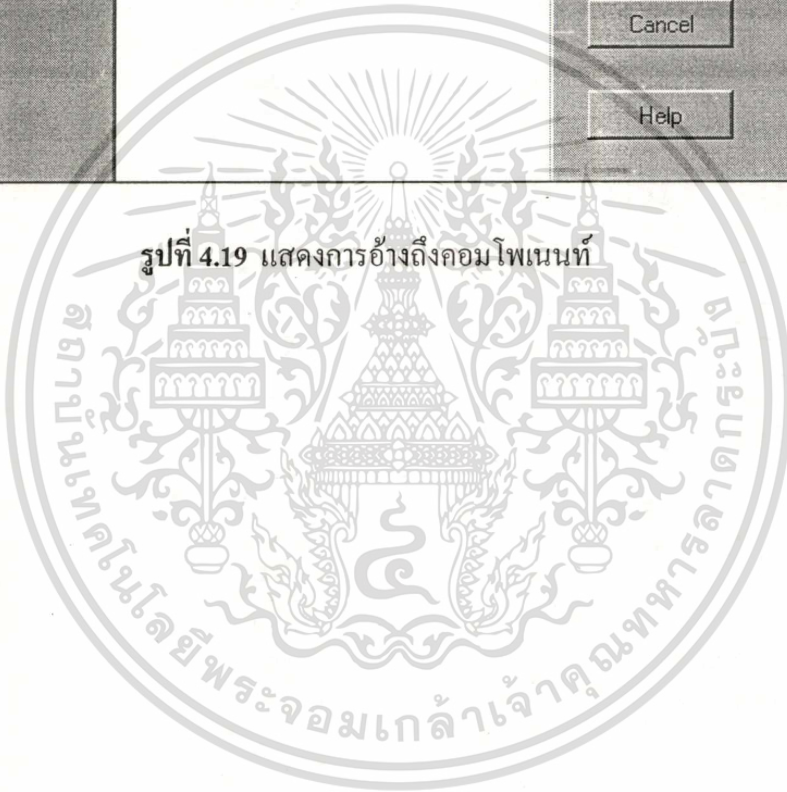 Cancel
Help
รูปที่ 4.19 แสดงการอ้างถึงคอมโพเนนท์
สถาบันเทคโนโลยีพระจอมเกล้าเจ้าคุณทหารลาดกระบัง